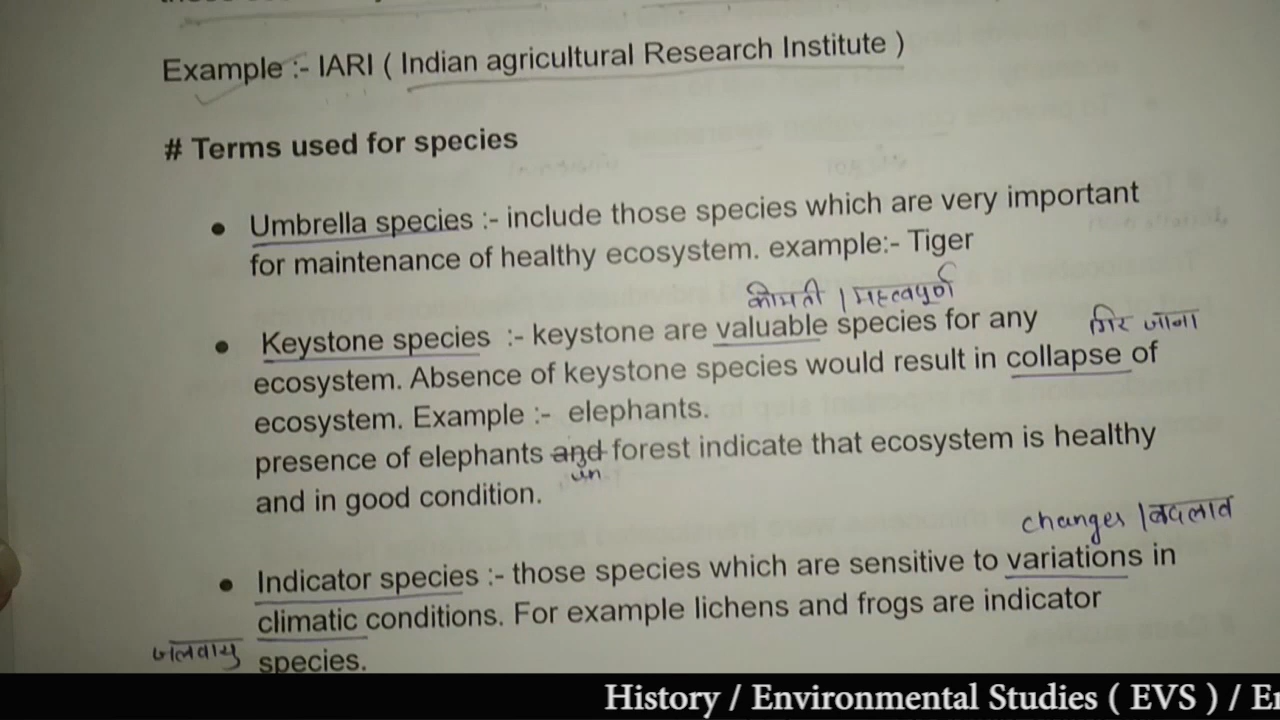 Example :- IARI ( Indian agricultural Research Institute )
# Terms used for species
• Umbrella species :- include those species which are very important
for maintenance of healthy ecosystem. example:- Tiger
कीमती / महत्वपूर्ण
• Keystone species :- keystone are valuable species for any
गिर जाना
ecosystem. Absence of keystone species would result in collapse of
ecosystem. Example :- elephants.
presence of elephants and forest indicate that ecosystem is healthy
in
and in good condition.
changes / बदलाव
• Indicator species :- those species which are sensitive to variations in
climatic conditions. For example lichens and frogs are indicator
जलवायु
species.
History / Environmental Studies ( EVS ) / E